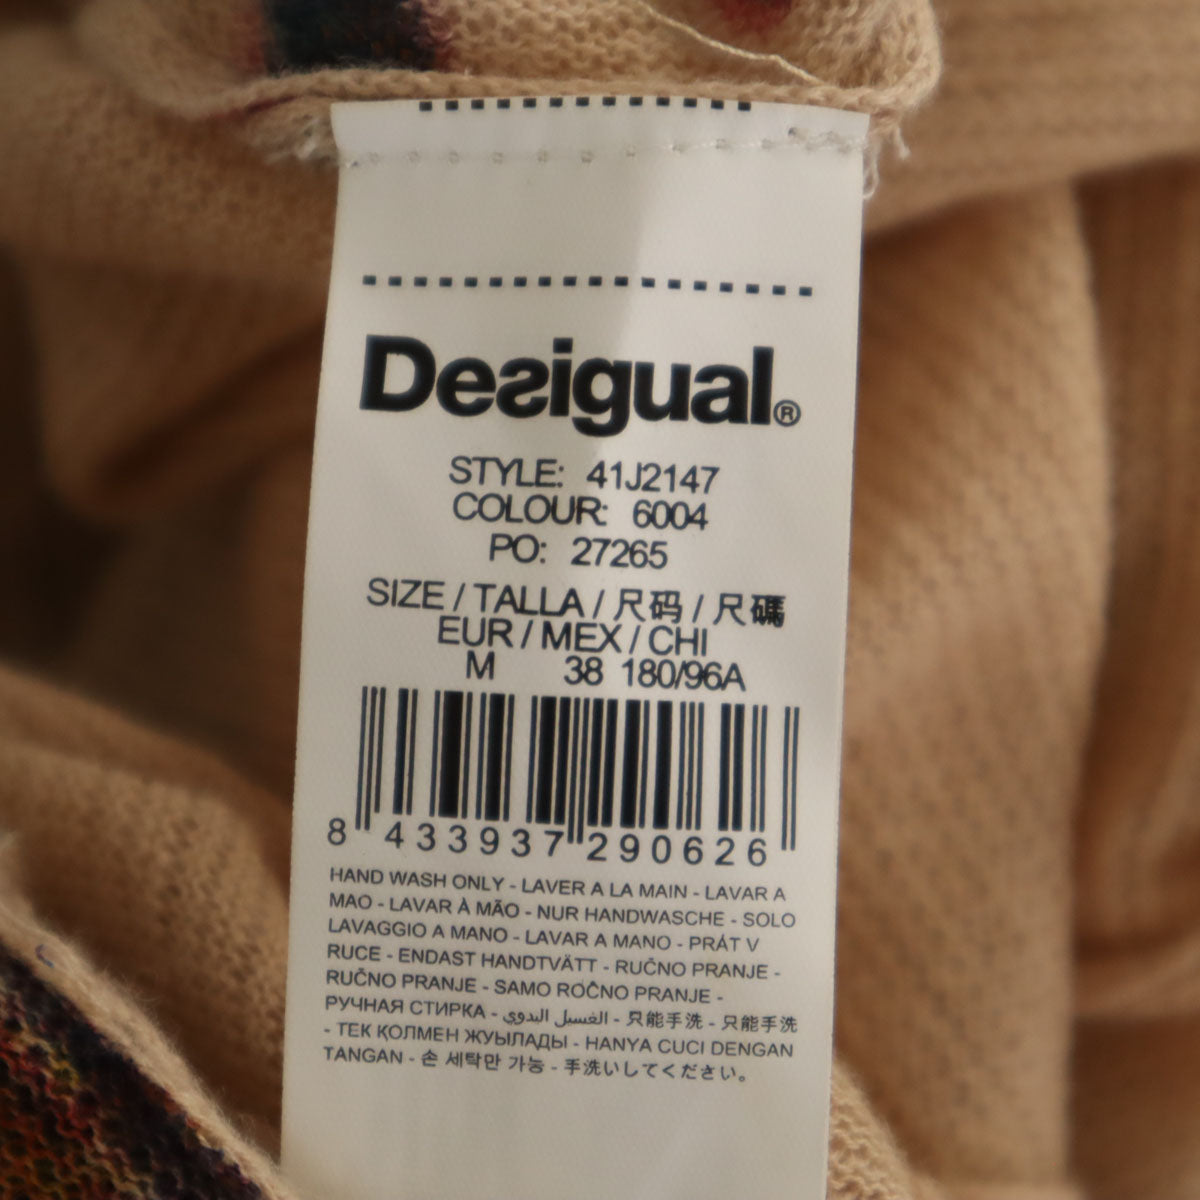 Desigual®
STYLE: 41J2147
COLOUR: 6004
PO: 27265
SIZE / TALLA / 尺码 / 尺碼
EUR / MEX / CHI
M 38 180/96A
8 433937 290626
HAND WASH ONLY - LAVER A LA MAIN - LAVAR A
MAO - LAVAR À MÃO - NUR HANDWASCHE - SOLO
LAVAGGIO A MANO - LAVAR A MANO - PRÁT V
RUCE - ENDAST HANDTVÄTT - RUČNO PRANJE -
RUČNO PRANJE - SAMO ROČNO PRANJE -
РУЧНАЯ СТИРКА - الغسيل اليدوي - 只能手洗 - 只能手洗
- ТЕК ҚОЛМЕН ЖУЫЛАДЫ - HANYA CUCI DENGAN
TANGAN - 손 세탁만 가능 - 手洗いしてください。